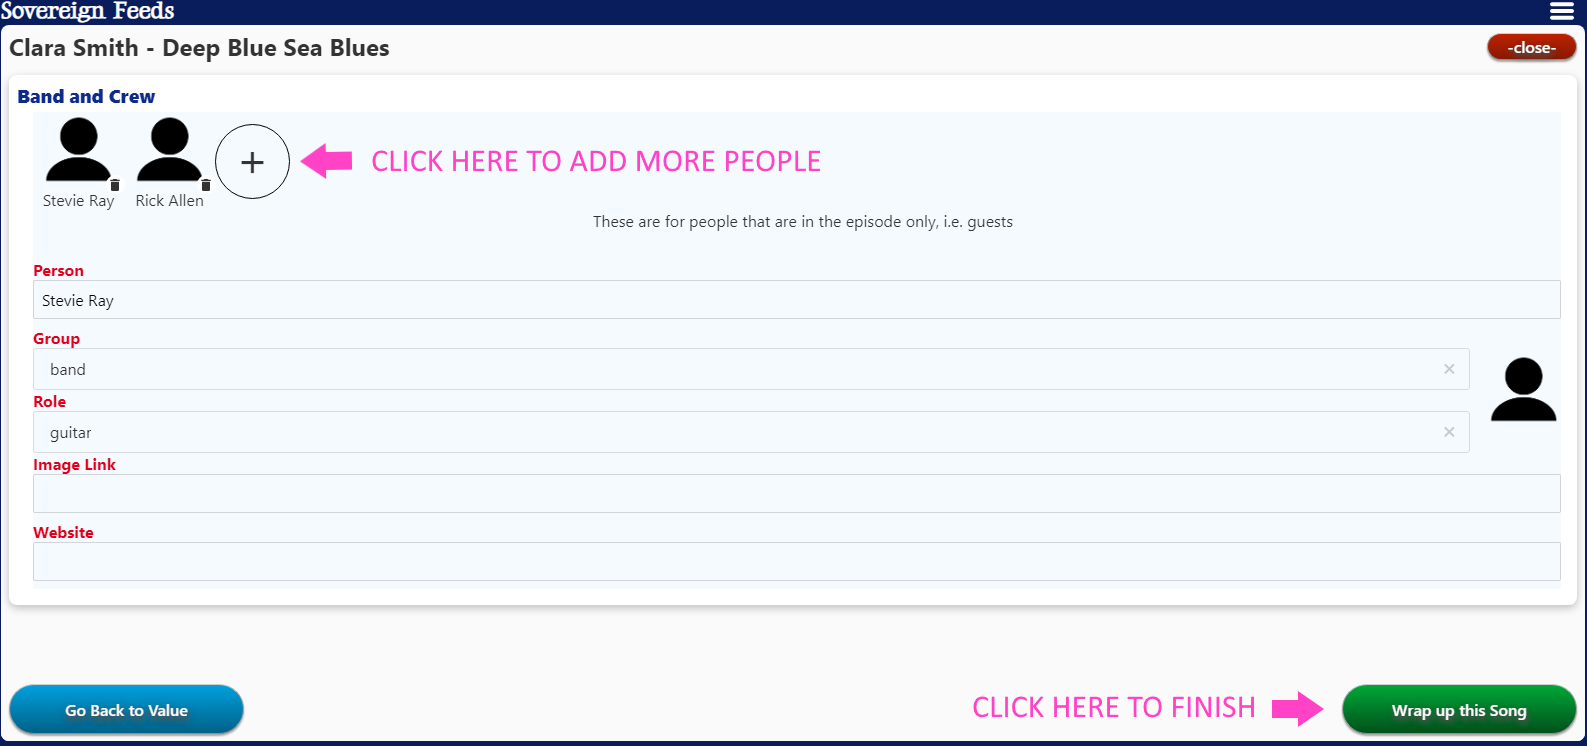 Sovereign Feeds
Clara Smith - Deep Blue Sea Blues
-close-
Band and Crew
CLICK HERE TO ADD MORE PEOPLE
Stevie Ray
Rick Allen
These are for people that are in the episode only, i.e. guests
Person
Stevie Ray
Group
band
Role
guitar
Image Link
Website
Go Back to Value
CLICK HERE TO FINISH
Wrap up this Song